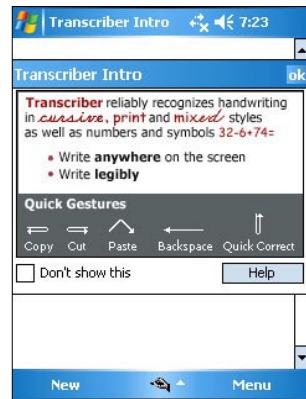 Transcriber Intro 7:23
Transcriber Intro ok
Transcriber reliably recognizes handwriting
in cursive, print and mixed styles
as well as numbers and symbols 32-6+74=
• Write anywhere on the screen
• Write legibly
Quick Gestures
Copy Cut Paste Backspace Quick Correct
Don't show this Help
New Menu